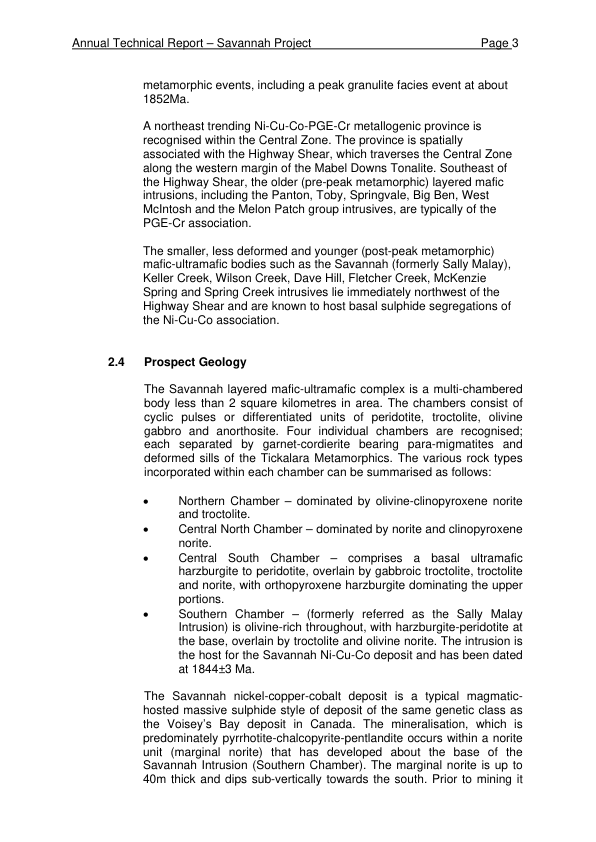 Annual Technical Report – Savannah Project Page 3
metamorphic events, including a peak granulite facies event at about
1852Ma.
A northeast trending Ni-Cu-Co-PGE-Cr metallogenic province is
recognised within the Central Zone. The province is spatially
associated with the Highway Shear, which traverses the Central Zone
along the western margin of the Mabel Downs Tonalite. Southeast of
the Highway Shear, the older (pre-peak metamorphic) layered mafic
intrusions, including the Panton, Toby, Springvale, Big Ben, West
McIntosh and the Melon Patch group intrusives, are typically of the
PGE-Cr association.
The smaller, less deformed and younger (post-peak metamorphic)
mafic-ultramafic bodies such as the Savannah (formerly Sally Malay),
Keller Creek, Wilson Creek, Dave Hill, Fletcher Creek, McKenzie
Spring and Spring Creek intrusives lie immediately northwest of the
Highway Shear and are known to host basal sulphide segregations of
the Ni-Cu-Co association.
2.4 Prospect Geology
The Savannah layered mafic-ultramafic complex is a multi-chambered
body less than 2 square kilometres in area. The chambers consist of
cyclic pulses or differentiated units of peridotite, troctolite, olivine
gabbro and anorthosite. Four individual chambers are recognised;
each separated by garnet-cordierite bearing para-migmatites and
deformed sills of the Tickalara Metamorphics. The various rock types
incorporated within each chamber can be summarised as follows:
• Northern Chamber – dominated by olivine-clinopyroxene norite
and troctolite.
• Central North Chamber – dominated by norite and clinopyroxene
norite.
• Central South Chamber – comprises a basal ultramafic
harzburgite to peridotite, overlain by gabbroic troctolite, troctolite
and norite, with orthopyroxene harzburgite dominating the upper
portions.
• Southern Chamber – (formerly referred as the Sally Malay
Intrusion) is olivine-rich throughout, with harzburgite-peridotite at
the base, overlain by troctolite and olivine norite. The intrusion is
the host for the Savannah Ni-Cu-Co deposit and has been dated
at 1844±3 Ma.
The Savannah nickel-copper-cobalt deposit is a typical magmatic-
hosted massive sulphide style of deposit of the same genetic class as
the Voisey's Bay deposit in Canada. The mineralisation, which is
predominately pyrrhotite-chalcopyrite-pentlandite occurs within a norite
unit (marginal norite) that has developed about the base of the
Savannah Intrusion (Southern Chamber). The marginal norite is up to
40m thick and dips sub-vertically towards the south. Prior to mining it